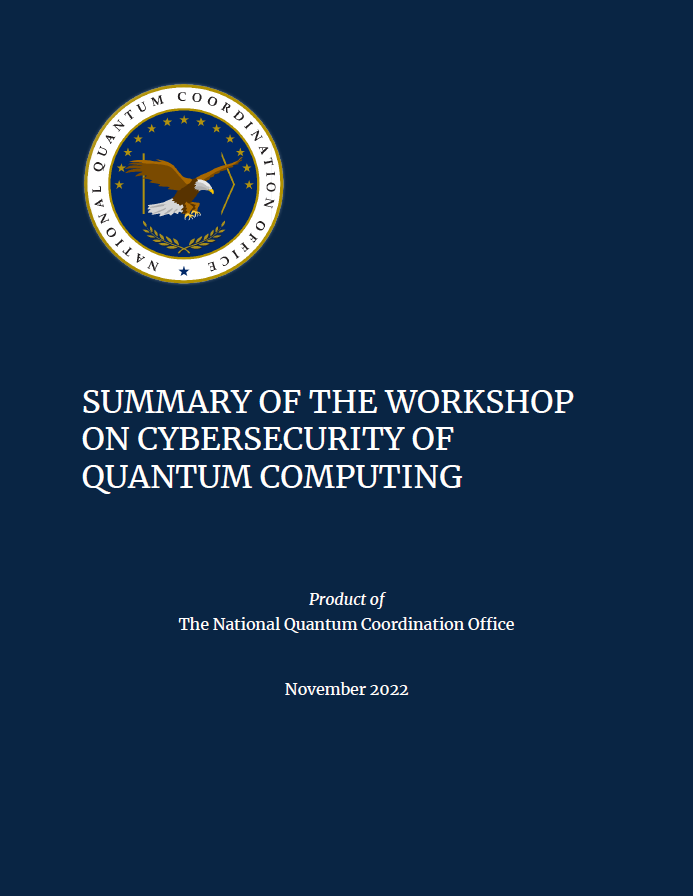 NATIONAL QUANTUM COORDINATION OFFICE
SUMMARY OF THE WORKSHOP
ON CYBERSECURITY OF
QUANTUM COMPUTING
Product of
The National Quantum Coordination Office
November 2022